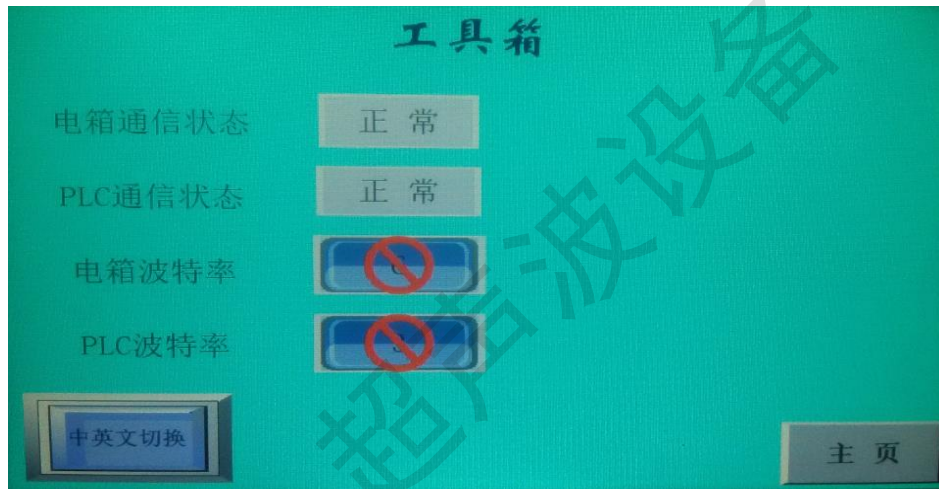 工具箱
电箱通信状态 正常
PLC通信状态 正常
电箱波特率
PLC波特率
中英文切换
主页
超声波设备